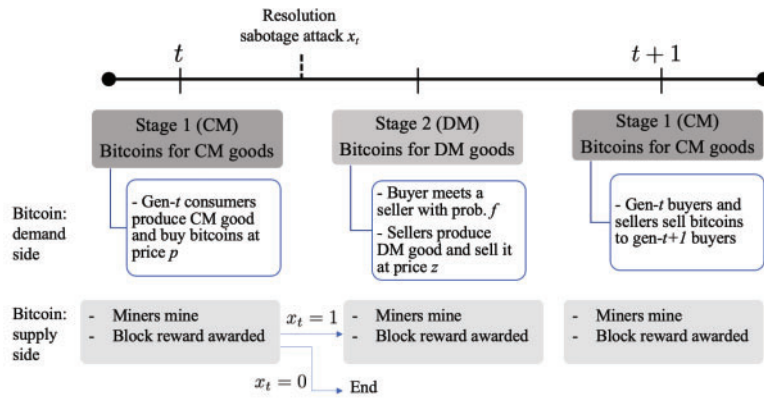 Resolution
sabotage attack xₜ
t
t + 1
Stage 1 (CM)
Bitcoins for CM goods
Stage 2 (DM)
Bitcoins for DM goods
Stage 1 (CM)
Bitcoins for CM goods
Bitcoin:
demand
side
- Gen-t consumers
produce CM good
and buy bitcoins at
price p
- Buyer meets a
seller with prob. f
- Sellers produce
DM good and sell it
at price z
- Gen-t buyers and
sellers sell bitcoins
to gen-t+1 buyers
Bitcoin:
supply
side
- Miners mine
- Block reward awarded
xₜ = 1
- Miners mine
- Block reward awarded
- Miners mine
- Block reward awarded
xₜ = 0
End